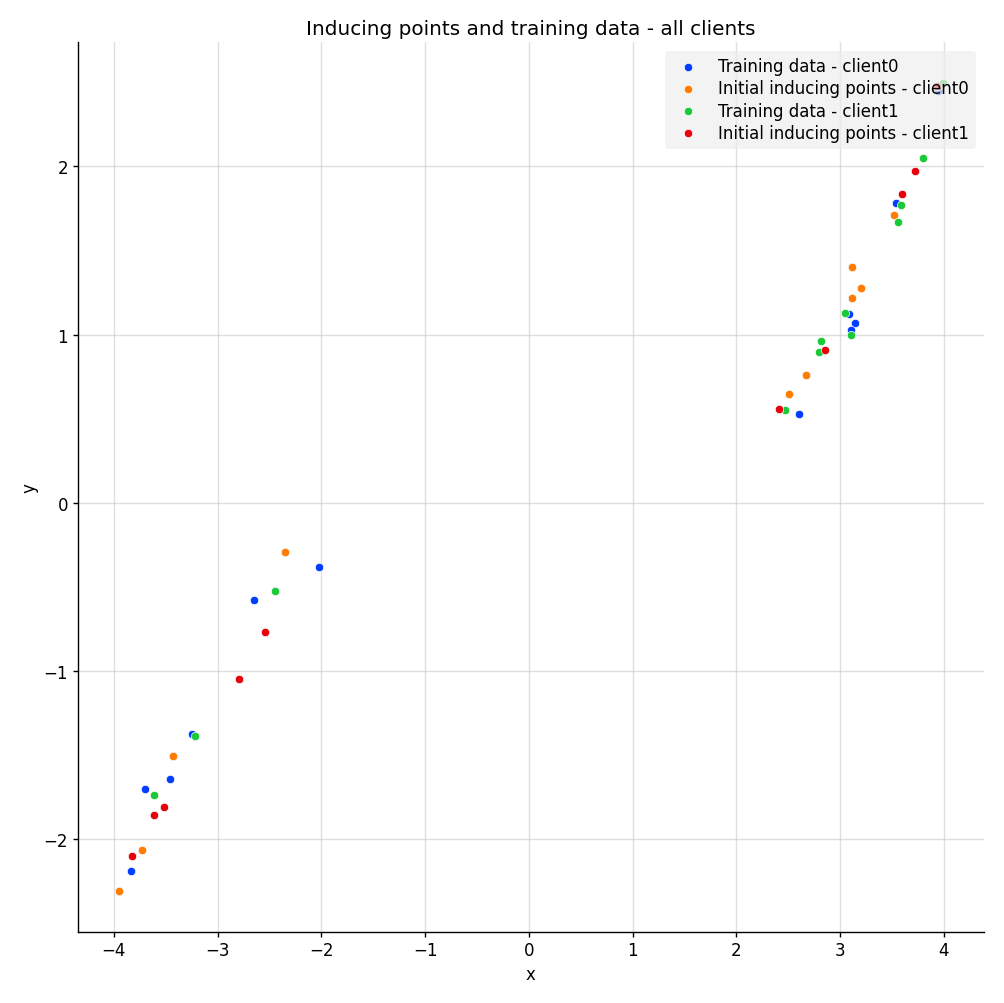 Inducing points and training data - all clients
Training data - client0
Initial inducing points - client0
Training data - client1
Initial inducing points - client1
2
1
0
−1
−2
y
−4 −3 −2 −1 0 1 2 3 4
x